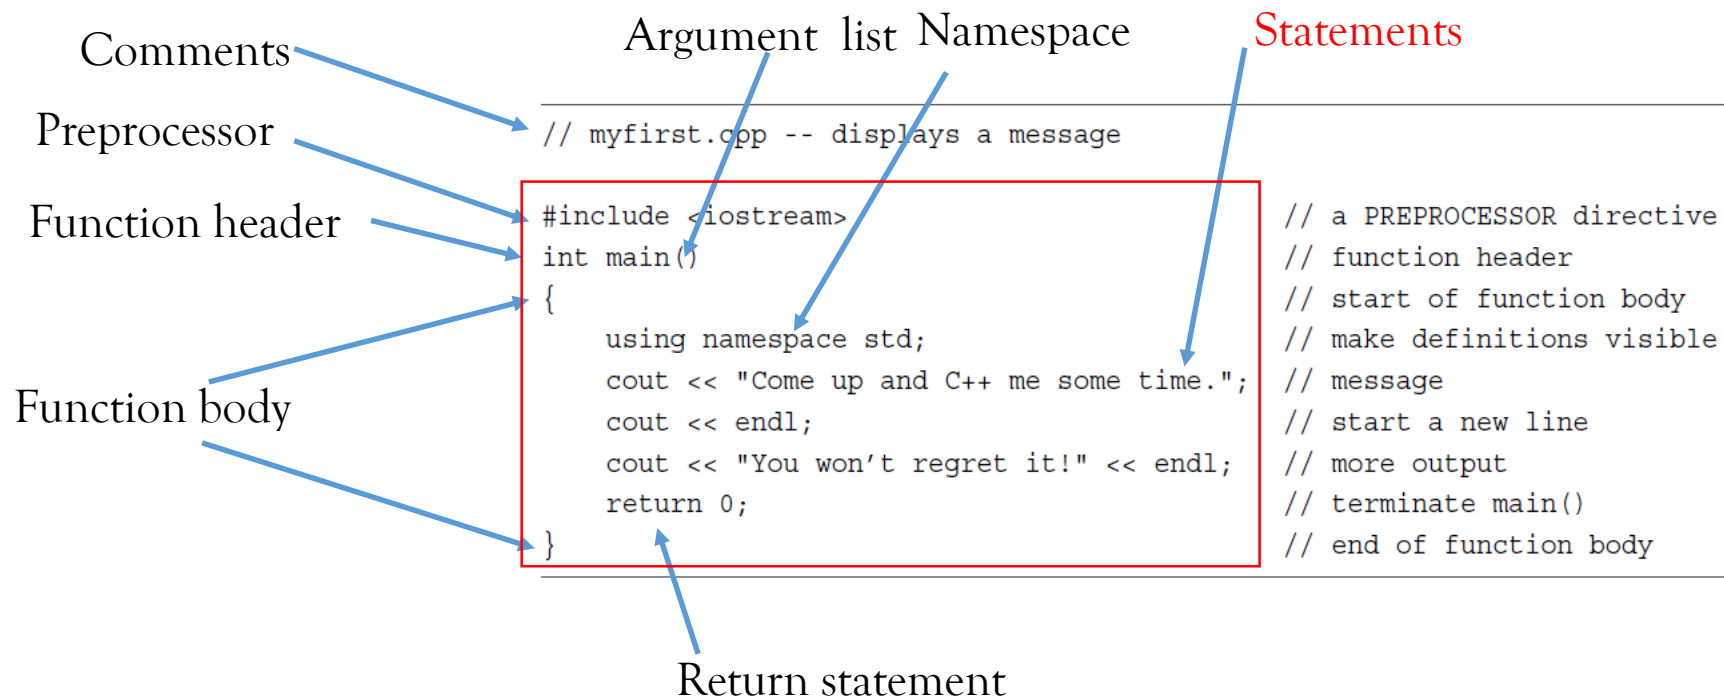 Comments
Argument list
Namespace
Statements
Preprocessor
// myfirst.cpp -- displays a message
Function header
#include <iostream> // a PREPROCESSOR directive
int main() // function header
{ // start of function body
using namespace std; // make definitions visible
cout << "Come up and C++ me some time."; // message
Function body
cout << endl; // start a new line
cout << "You won’t regret it!" << endl; // more output
return 0; // terminate main()
} // end of function body
Return statement